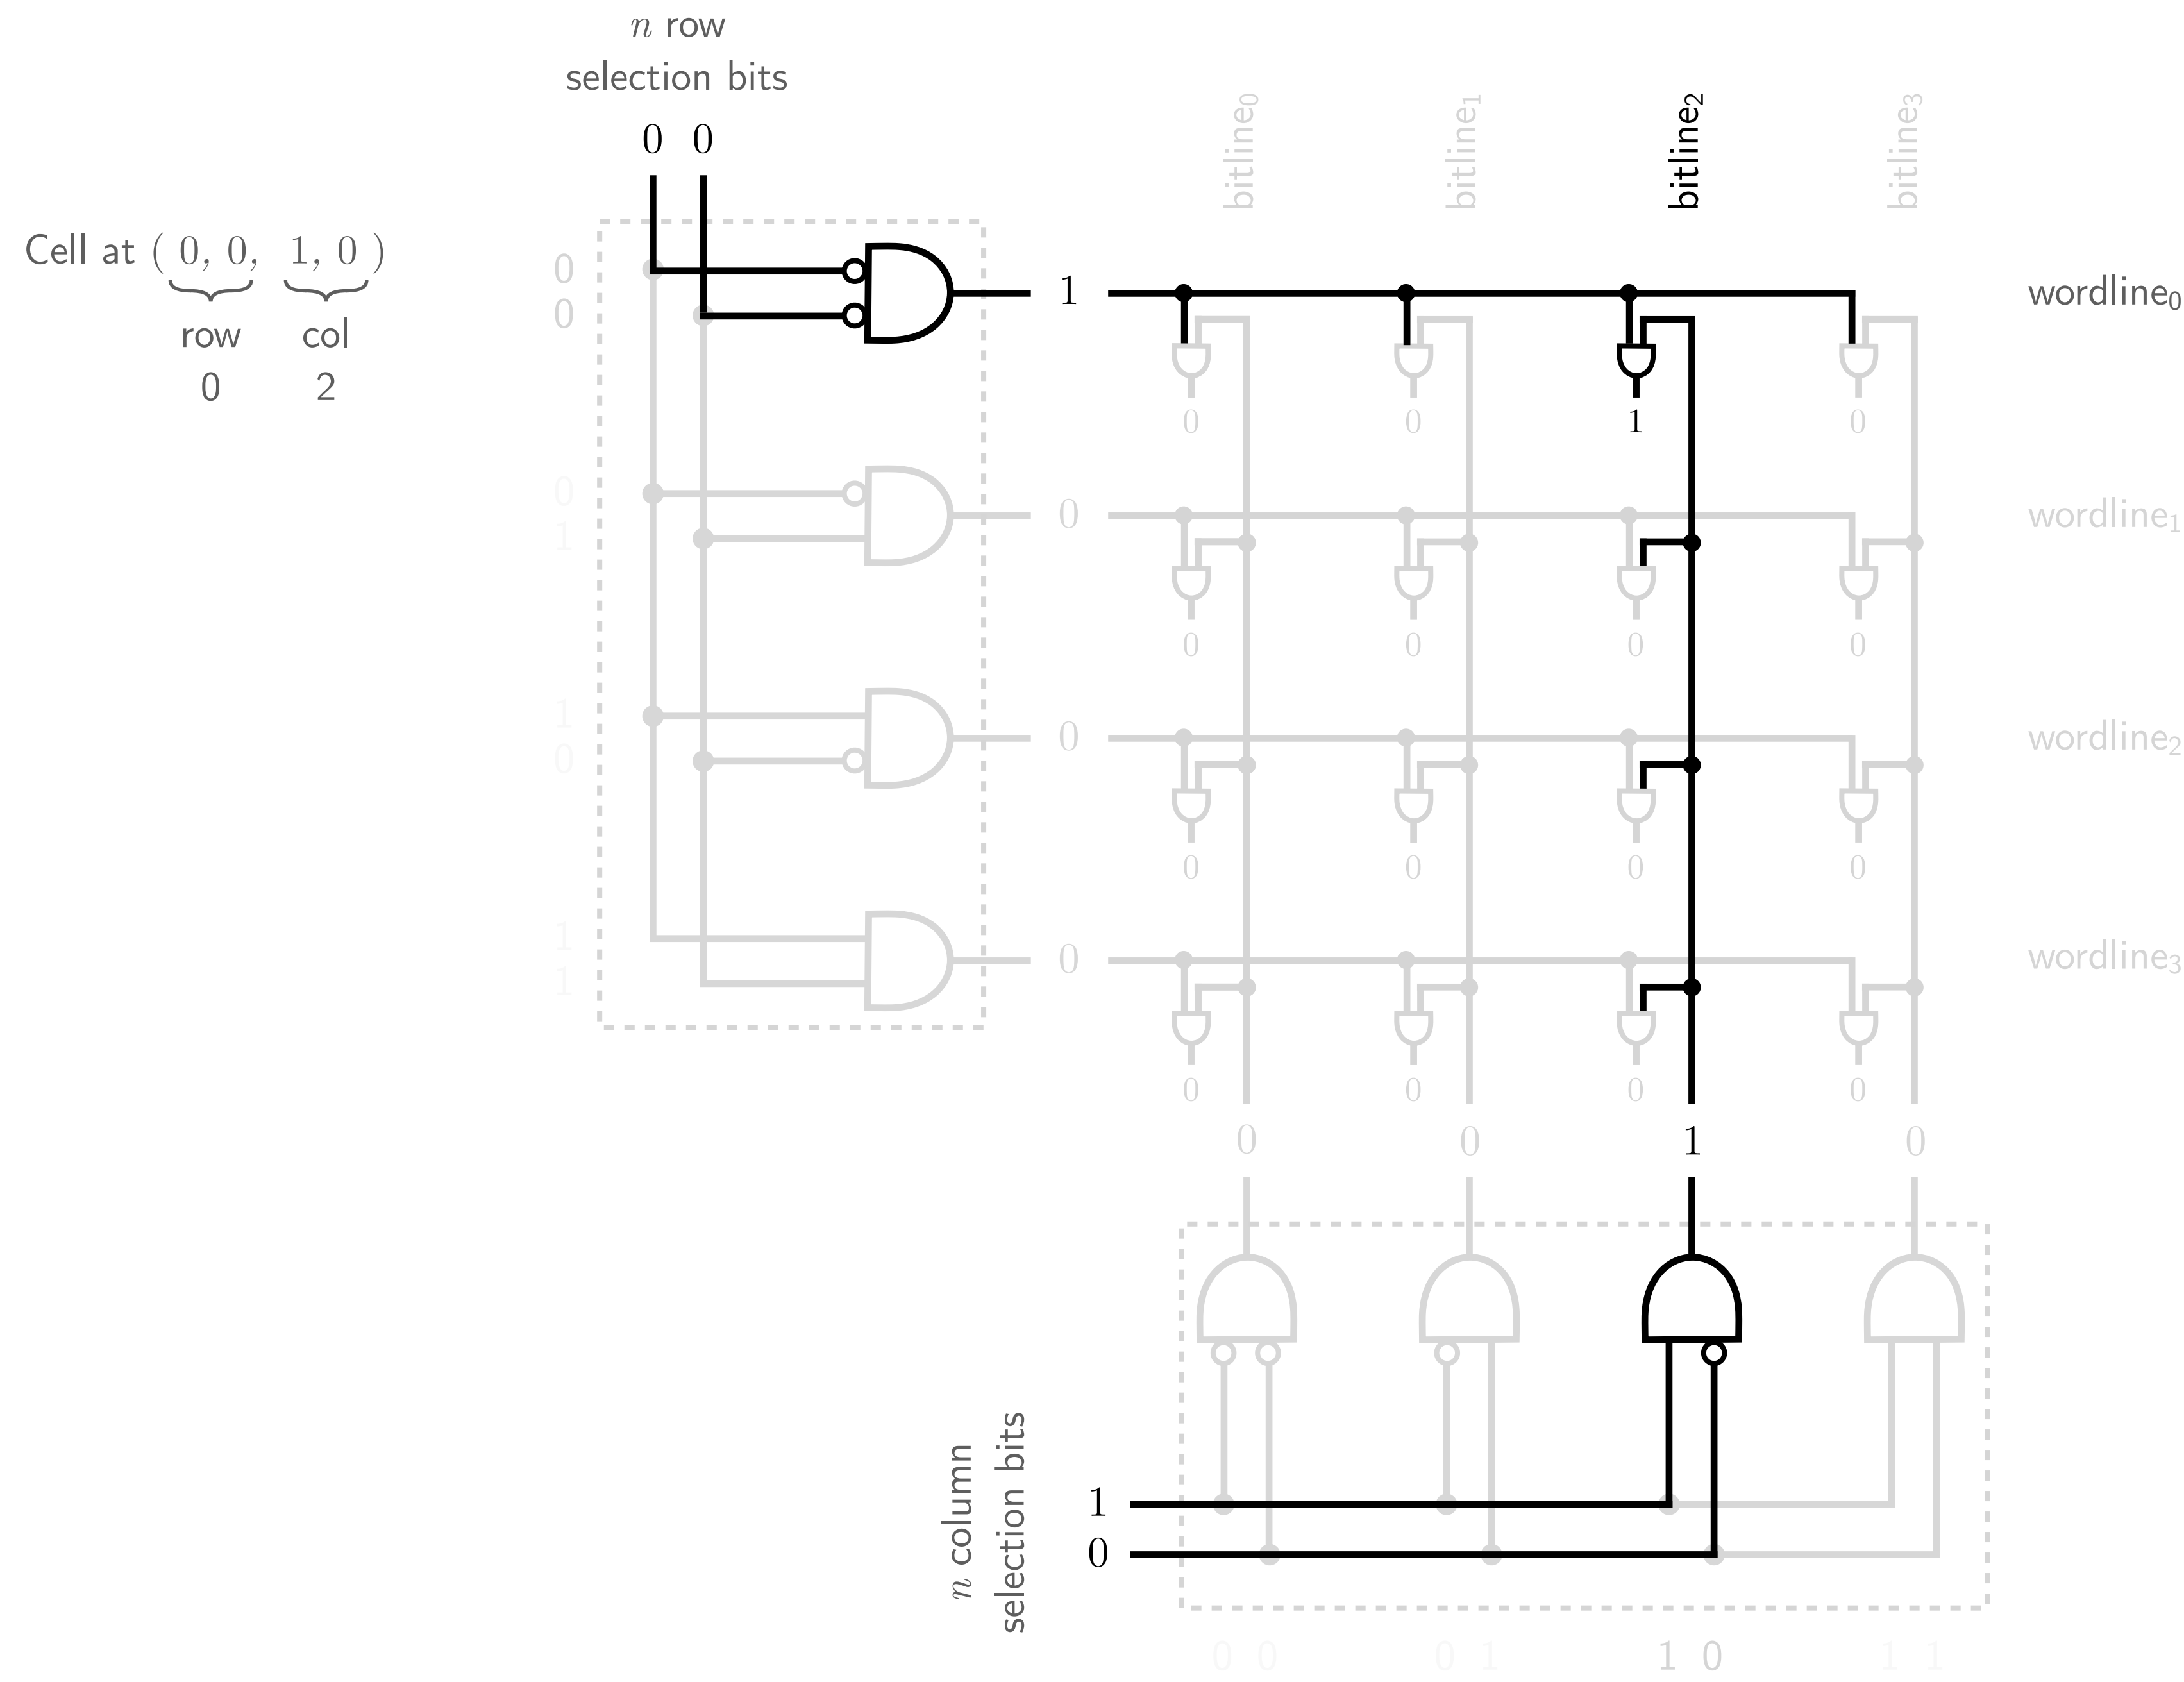 n row
selection bits
0 0
bitline0
bitline1
bitline2
bitline3
Cell at ( 0, 0, 1, 0 )
row col
0 2
0
0
1
wordline0
0 0 1 0
0
1
0
wordline1
0 0 0 0
1
0
0
wordline2
0 0 0 0
1
1
0
wordline3
0 0 0 0
0 0 1 0
n column
selection bits
1
0
0 0 0 1 1 0 1 1